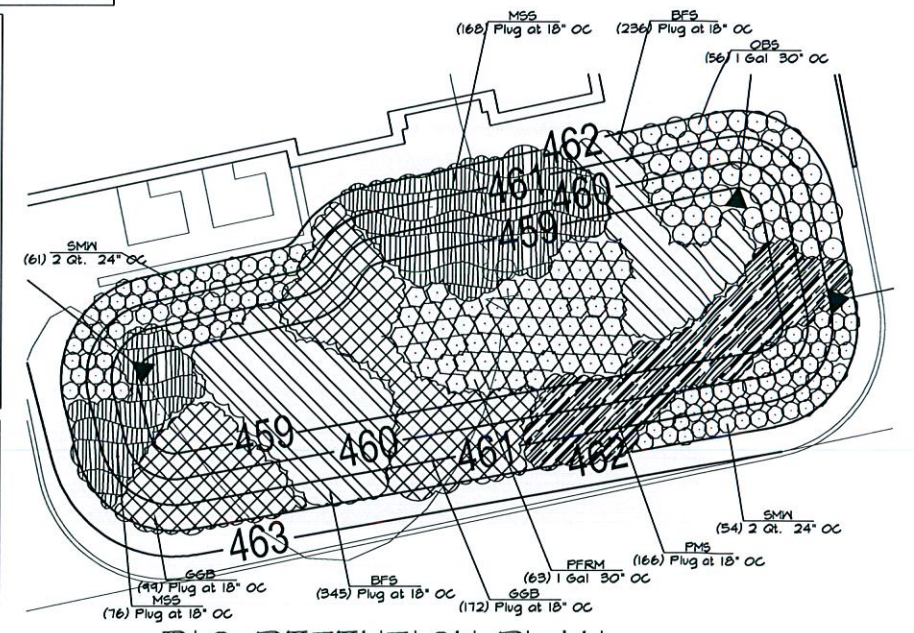 MSS
(168) Plug at 18" OC
BFS
(236) Plug at 18" OC
OBS
(56) 1 Gal 30" OC
462
461
460
459
SMW
(61) 2 Qt. 24" OC
459
460
461
462
463
SMW
(54) 2 Qt. 24" OC
PMS
(166) Plug at 18" OC
PFRM
(63) 1 Gal 30" OC
GGB
(172) Plug at 18" OC
BFS
(345) Plug at 18" OC
GGB
(99) Plug at 18" OC
MSS
(76) Plug at 18" OC